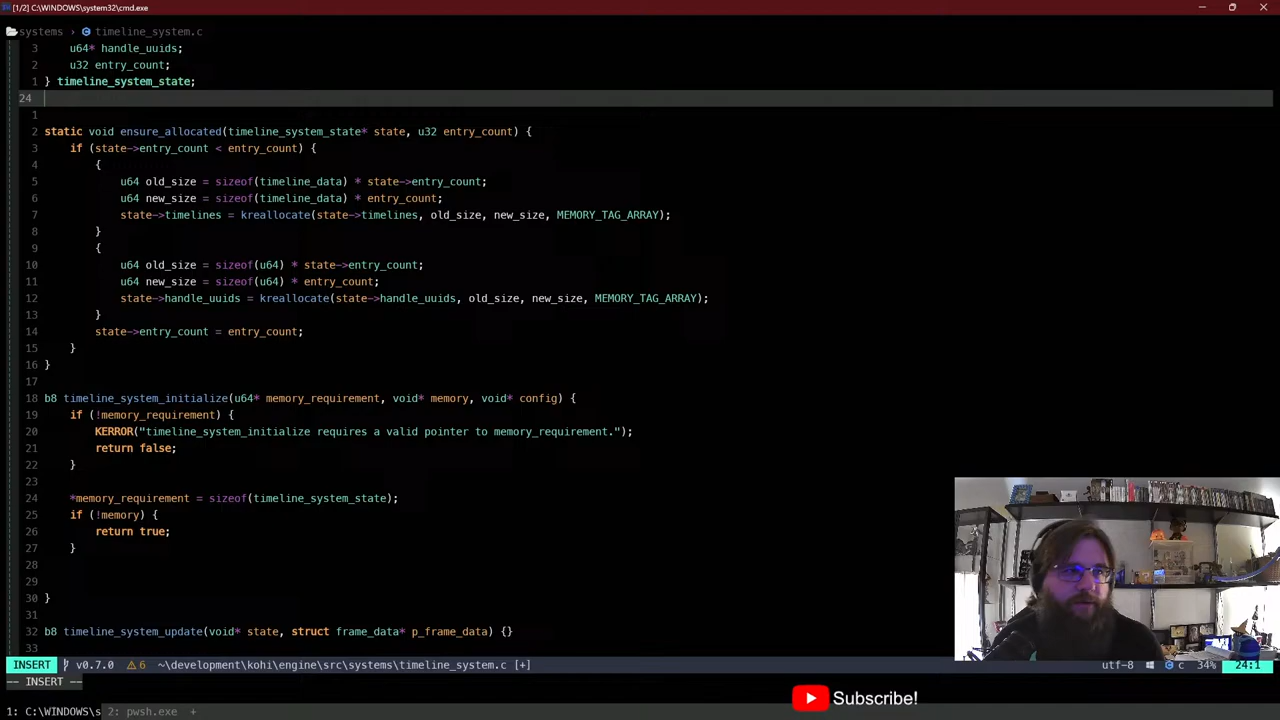 [1/2] C:\WINDOWS\system32\cmd.exe
systems > timeline_system.c
3 u64* handle_uuids;
2 u32 entry_count;
1 } timeline_system_state;
24
1
2 static void ensure_allocated(timeline_system_state* state, u32 entry_count) {
3 if (state->entry_count < entry_count) {
4 {
5 u64 old_size = sizeof(timeline_data) * state->entry_count;
6 u64 new_size = sizeof(timeline_data) * entry_count;
7 state->timelines = kreallocate(state->timelines, old_size, new_size, MEMORY_TAG_ARRAY);
8 }
9 {
10 u64 old_size = sizeof(u64) * state->entry_count;
11 u64 new_size = sizeof(u64) * entry_count;
12 state->handle_uuids = kreallocate(state->handle_uuids, old_size, new_size, MEMORY_TAG_ARRAY);
13 }
14 state->entry_count = entry_count;
15 }
16 }
17
18 b8 timeline_system_initialize(u64* memory_requirement, void* memory, void* config) {
19 if (!memory_requirement) {
20 KERROR("timeline_system_initialize requires a valid pointer to memory_requirement.");
21 return false;
22 }
23
24 *memory_requirement = sizeof(timeline_system_state);
25 if (!memory) {
26 return true;
27 }
28
29
30 }
31
32 b8 timeline_system_update(void* state, struct frame_data* p_frame_data) {}
33
INSERT v0.7.0 6 ~\development\kohi\engine\src\systems\timeline_system.c [+] utf-8 c 34% 24:1
-- INSERT --
Subscribe!
1: C:\WINDOWS\s 2: pwsh.exe +